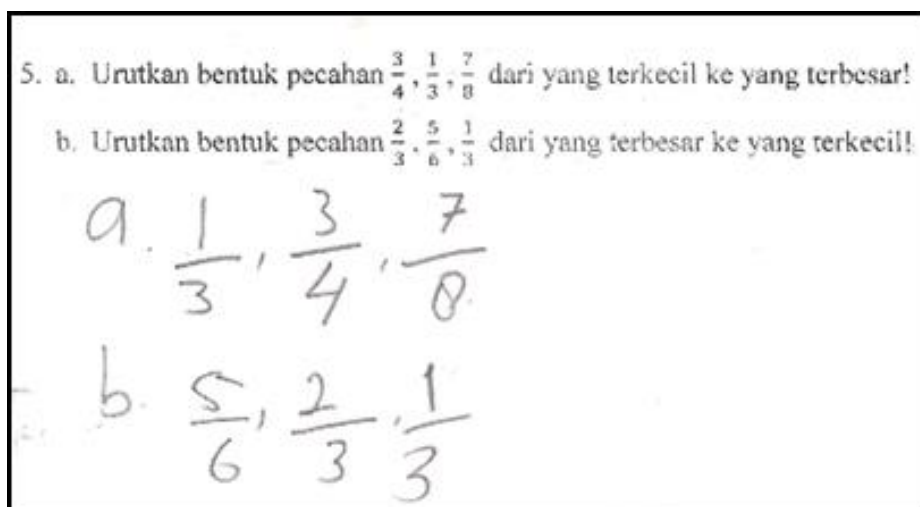 5. a. Urutkan bentuk pecahan 3/4, 1/3, 7/8 dari yang terkecil ke yang terbesar!
b. Urutkan bentuk pecahan 2/3, 5/6, 1/3 dari yang terbesar ke yang terkecil!
a. 1/3, 3/4, 7/8
b. 5/6, 2/3, 1/3